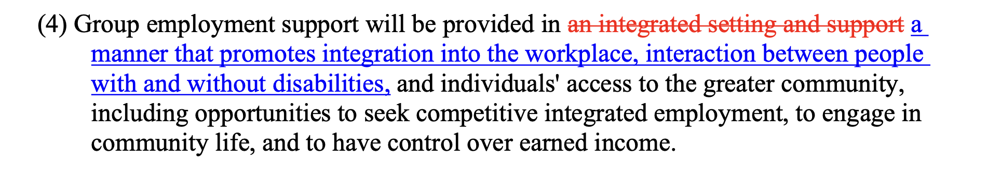 (4) Group employment support will be provided in an integrated setting and support a
manner that promotes integration into the workplace, interaction between people
with and without disabilities, and individuals' access to the greater community,
including opportunities to seek competitive integrated employment, to engage in
community life, and to have control over earned income.